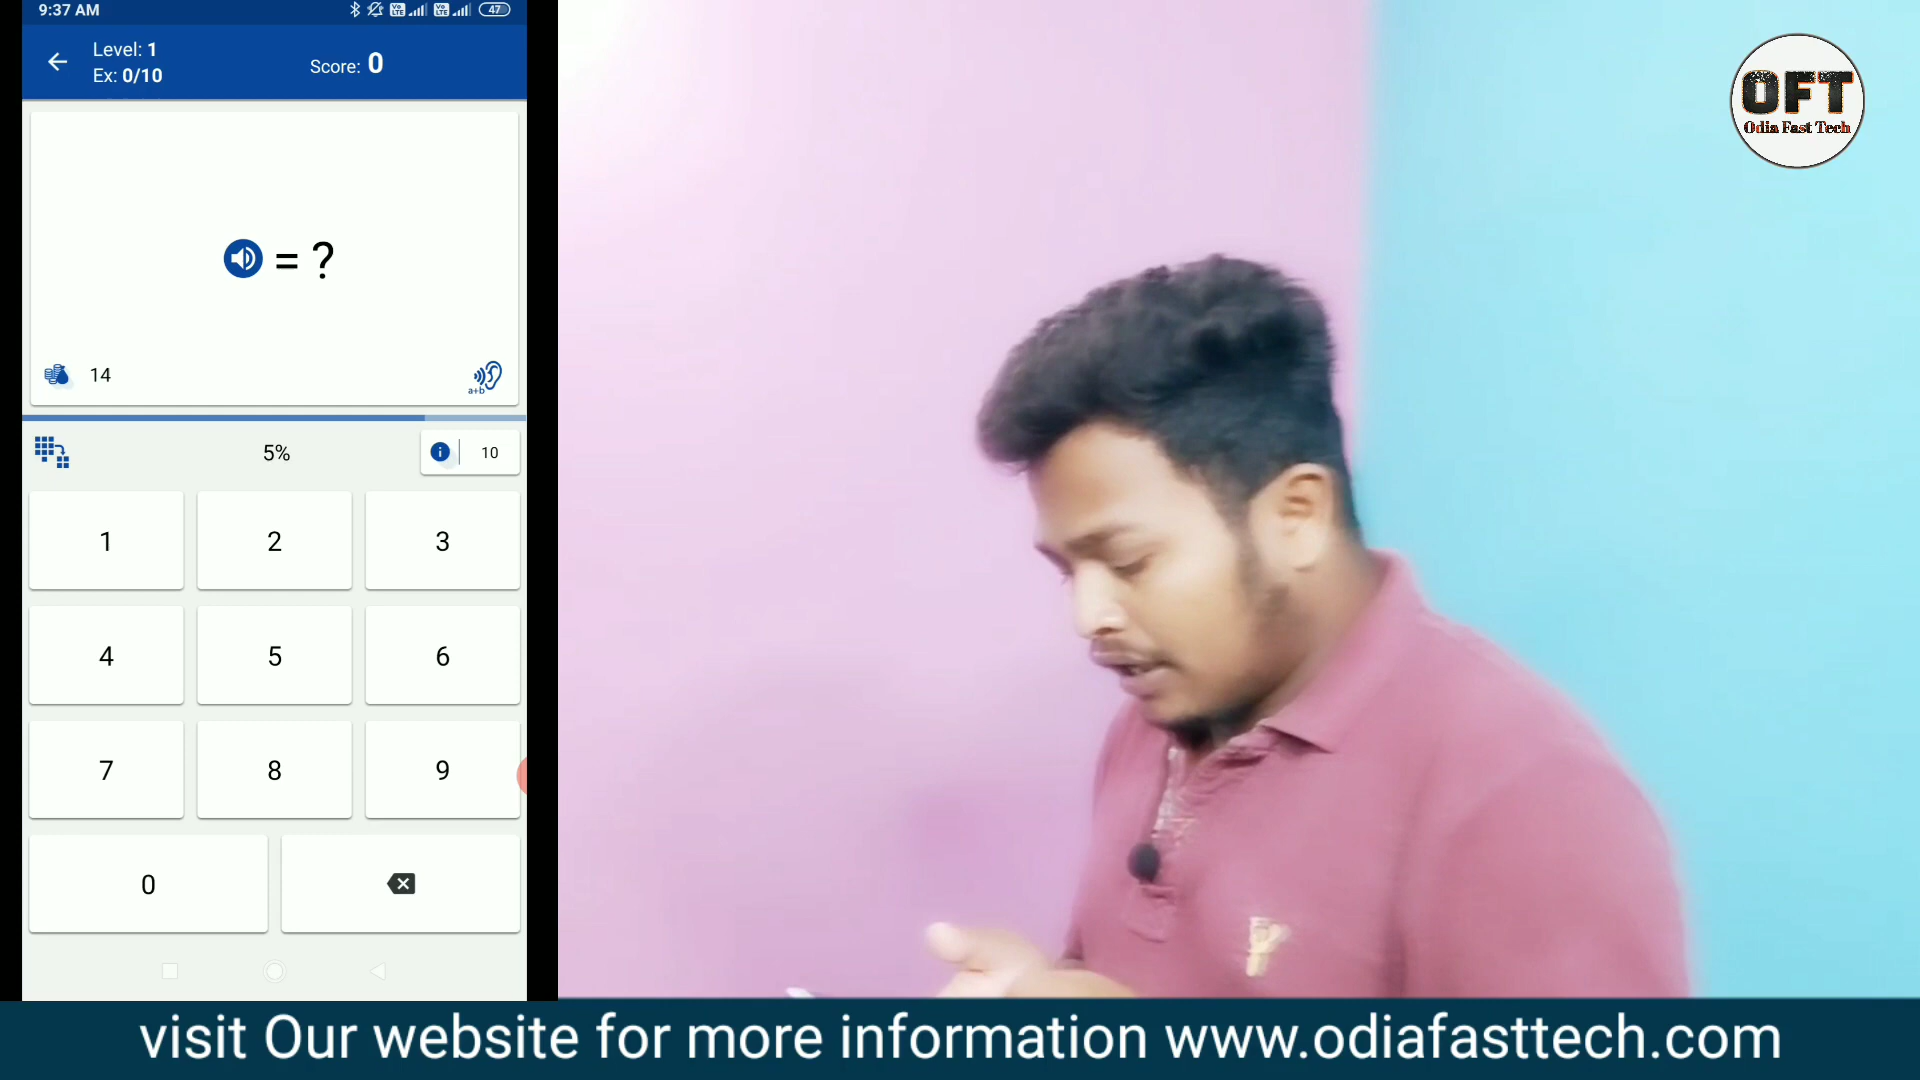 9:37 AM
47
Level: 1
Ex: 0/10
Score: 0
= ?
14
a+b
5%
10
1 2 3
4 5 6
7 8 9
0
OFT
Odia Fast Tech
visit Our website for more information www.odiafasttech.com